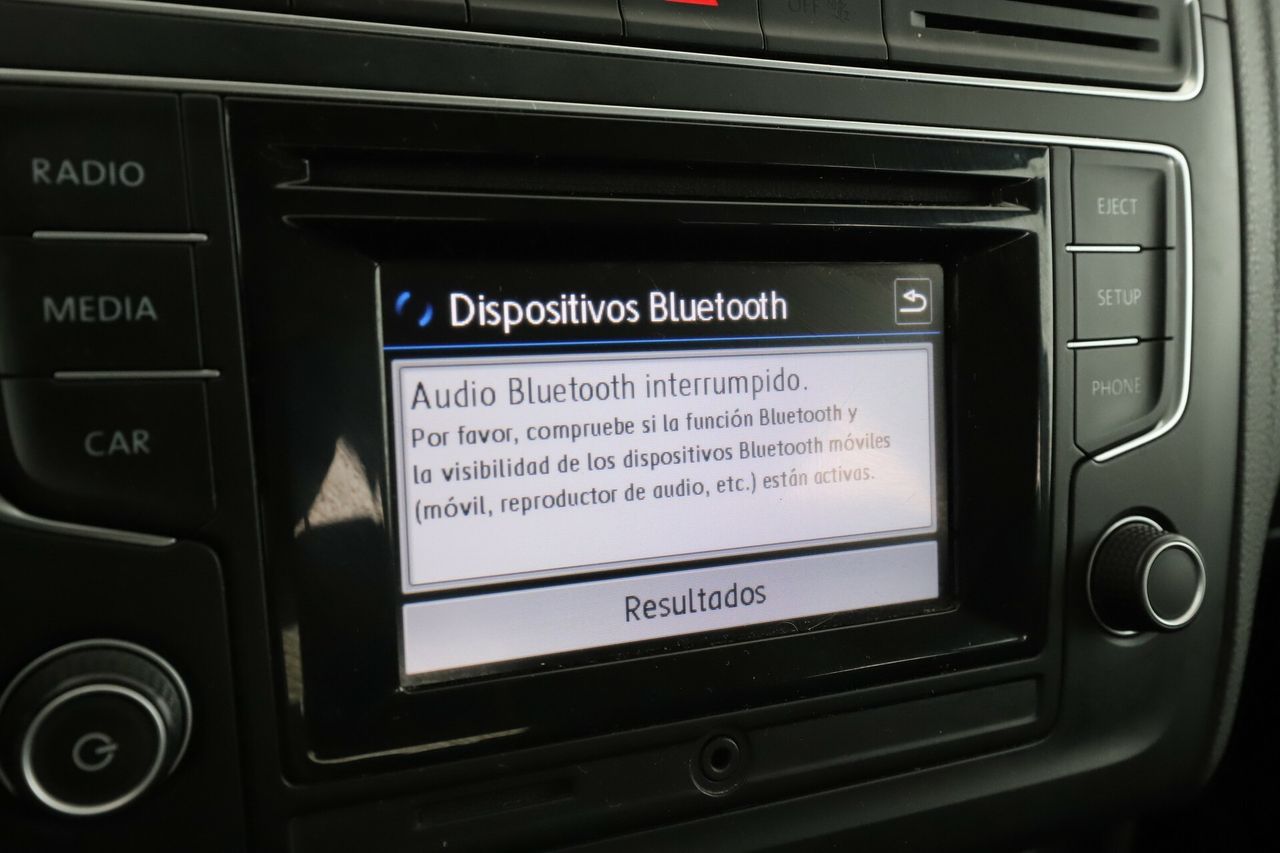 OFF
RADIO
MEDIA
CAR
Dispositivos Bluetooth
Audio Bluetooth interrumpido.
Por favor, compruebe si la función Bluetooth y
la visibilidad de los dispositivos Bluetooth móviles
(móvil, reproductor de audio, etc.) están activas.
Resultados
EJECT
SETUP
PHONE